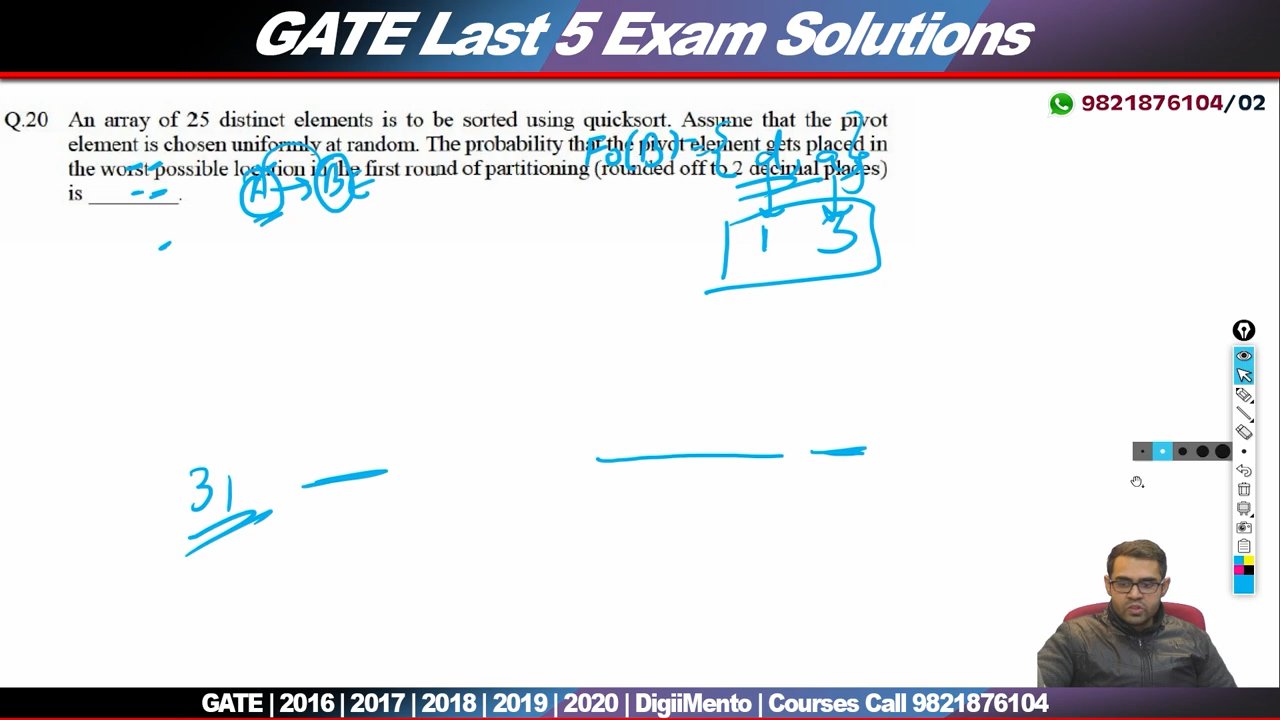 GATE Last 5 Exam Solutions
9821876104/02
Q.20 An array of 25 distinct elements is to be sorted using quicksort. Assume that the pivot
element is chosen uniformly at random. The probability that the pivot element gets placed in
the worst possible location in the first round of partitioning (rounded off to 2 decimal places)
is ________.
Fo(B) = { d, g }
A → B t
1 3
31
GATE | 2016 | 2017 | 2018 | 2019 | 2020 | DigiiMento | Courses Call 9821876104